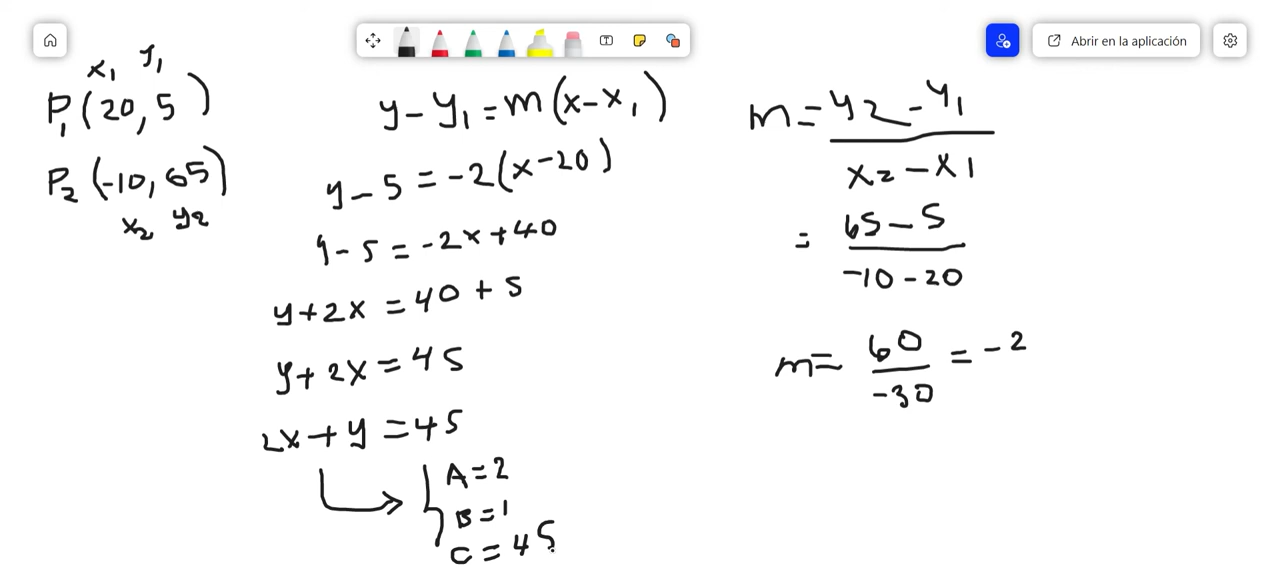 Abrir en la aplicación
x₁ y₁
P₁(20, 5)
P₂(-10, 65)
x₂ y₂
y - y₁ = m(x - x₁)
y - 5 = -2(x - 20)
y - 5 = -2x + 40
y + 2x = 40 + 5
y + 2x = 45
2x + y = 45
A = 2
B = 1
C = 45
m = y₂ - y₁
x₂ - x₁
= 65 - 5
-10 - 20
m = 60 = -2
-30